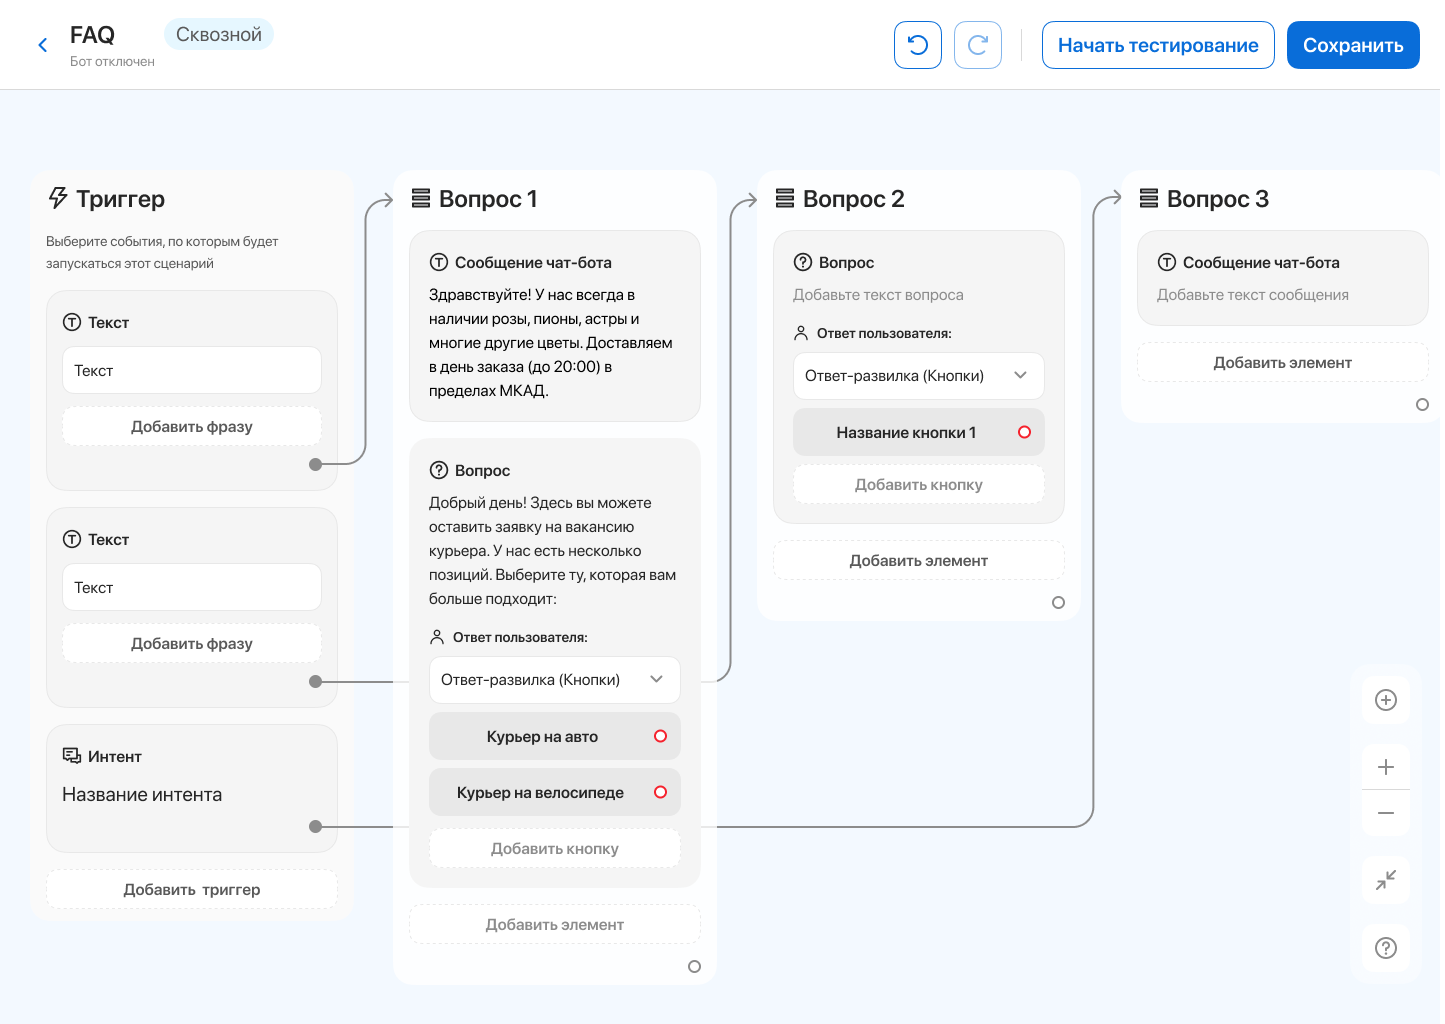 FAQ
Сквозной
Бот отключен
Начать тестирование
Сохранить
Триггер
Выберите события, по которым будет
запускаться этот сценарий
Текст
Текст
Добавить фразу
Текст
Текст
Добавить фразу
Интент
Название интента
Добавить триггер
Вопрос 1
Сообщение чат-бота
Здравствуйте! У нас всегда в
наличии розы, пионы, астры и
многие другие цветы. Доставляем
в день заказа (до 20:00) в
пределах МКАД.
Вопрос
Добрый день! Здесь вы можете
оставить заявку на вакансию
курьера. У нас есть несколько
позиций. Выберите ту, которая вам
больше подходит:
Ответ пользователя:
Ответ-развилка (Кнопки)
Курьер на авто
Курьер на велосипеде
Добавить кнопку
Добавить элемент
Вопрос 2
Вопрос
Добавьте текст вопроса
Ответ пользователя:
Ответ-развилка (Кнопки)
Название кнопки 1
Добавить кнопку
Добавить элемент
Вопрос 3
Сообщение чат-бота
Добавьте текст сообщения
Добавить элемент